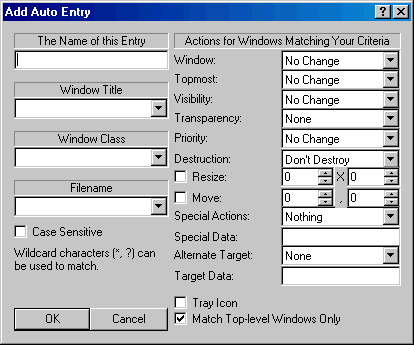 Add Auto Entry
The Name of this Entry
Window Title
Window Class
Filename
Case Sensitive
Wildcard characters (*, ?) can
be used to match.
OK Cancel
Actions for Windows Matching Your Criteria
Window: No Change
Topmost: No Change
Visibility: No Change
Transparency: None
Priority: No Change
Destruction: Don't Destroy
Resize: 0 X 0
Move: 0 , 0
Special Actions: Nothing
Special Data:
Alternate Target: None
Target Data:
Tray Icon
Match Top-level Windows Only